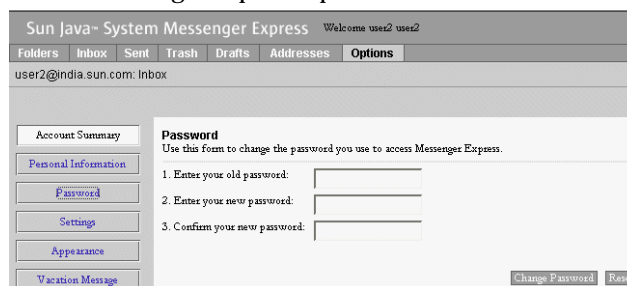 Sun Java™ System Messenger Express Welcome user2 user2
Folders Inbox Sent Trash Drafts Addresses Options
user2@india.sun.com: Inbox
Account Summary
Personal Information
Password
Settings
Appearance
Vacation Message
Password
Use this form to change the password you use to access Messenger Express.
1. Enter your old password:
2. Enter your new password:
3. Confirm your new password:
Change Password